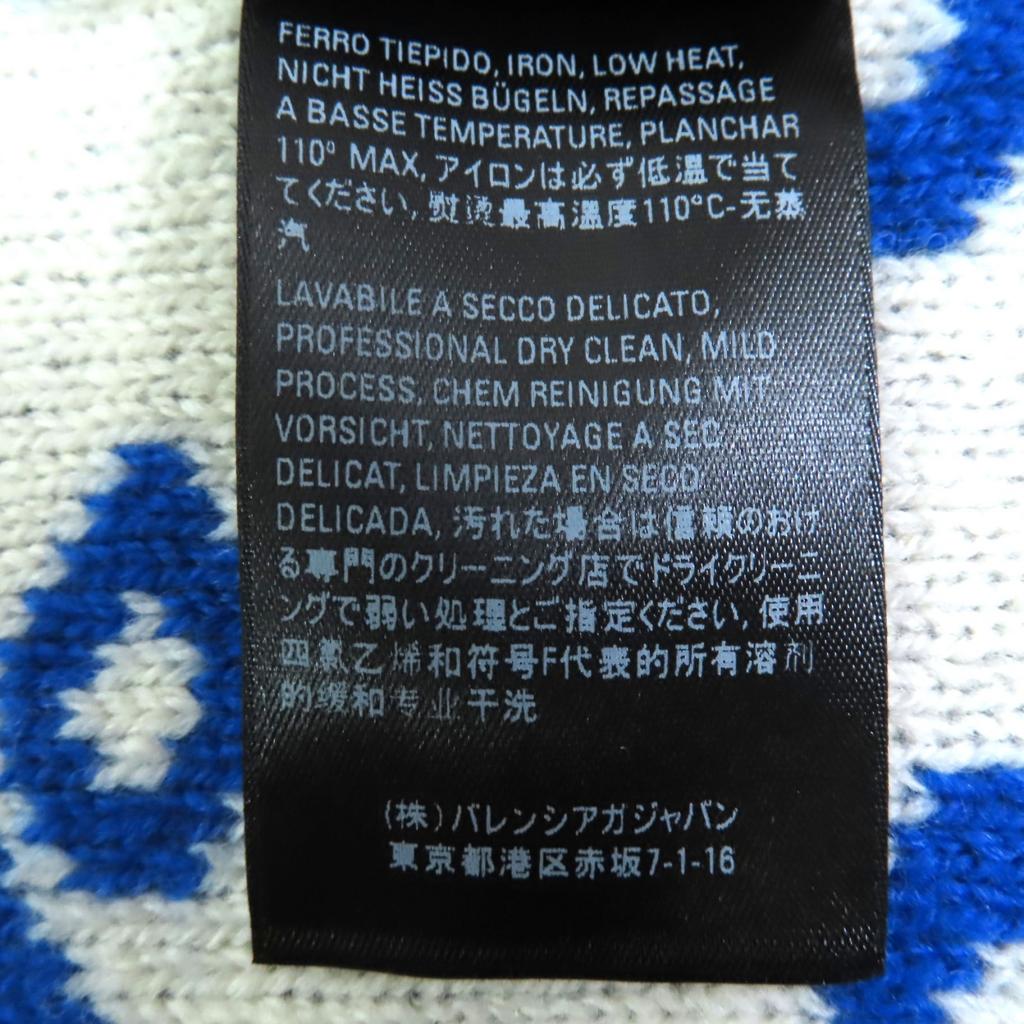 FERRO TIEPIDO, IRON, LOW HEAT,
NICHT HEISS BÜGELN, REPASSAGE
A BASSE TEMPERATURE, PLANCHAR
110° MAX, アイロンは必ず低温で当て
てください, 熨烫最高温度110°C-无蒸
汽
LAVABILE A SECCO DELICATO,
PROFESSIONAL DRY CLEAN, MILD
PROCESS, CHEM REINIGUNG MIT
VORSICHT, NETTOYAGE A SEC
DELICAT, LIMPIEZA EN SECO
DELICADA, 汚れた場合は信頼のおけ
る専門のクリーニング店でドライクリーニ
ングで弱い処理とご指定ください, 使用
四氯乙烯和符号F代表的所有溶剂
的缓和专业干洗
(株)バレンシアガジャパン
東京都港区赤坂7-1-16